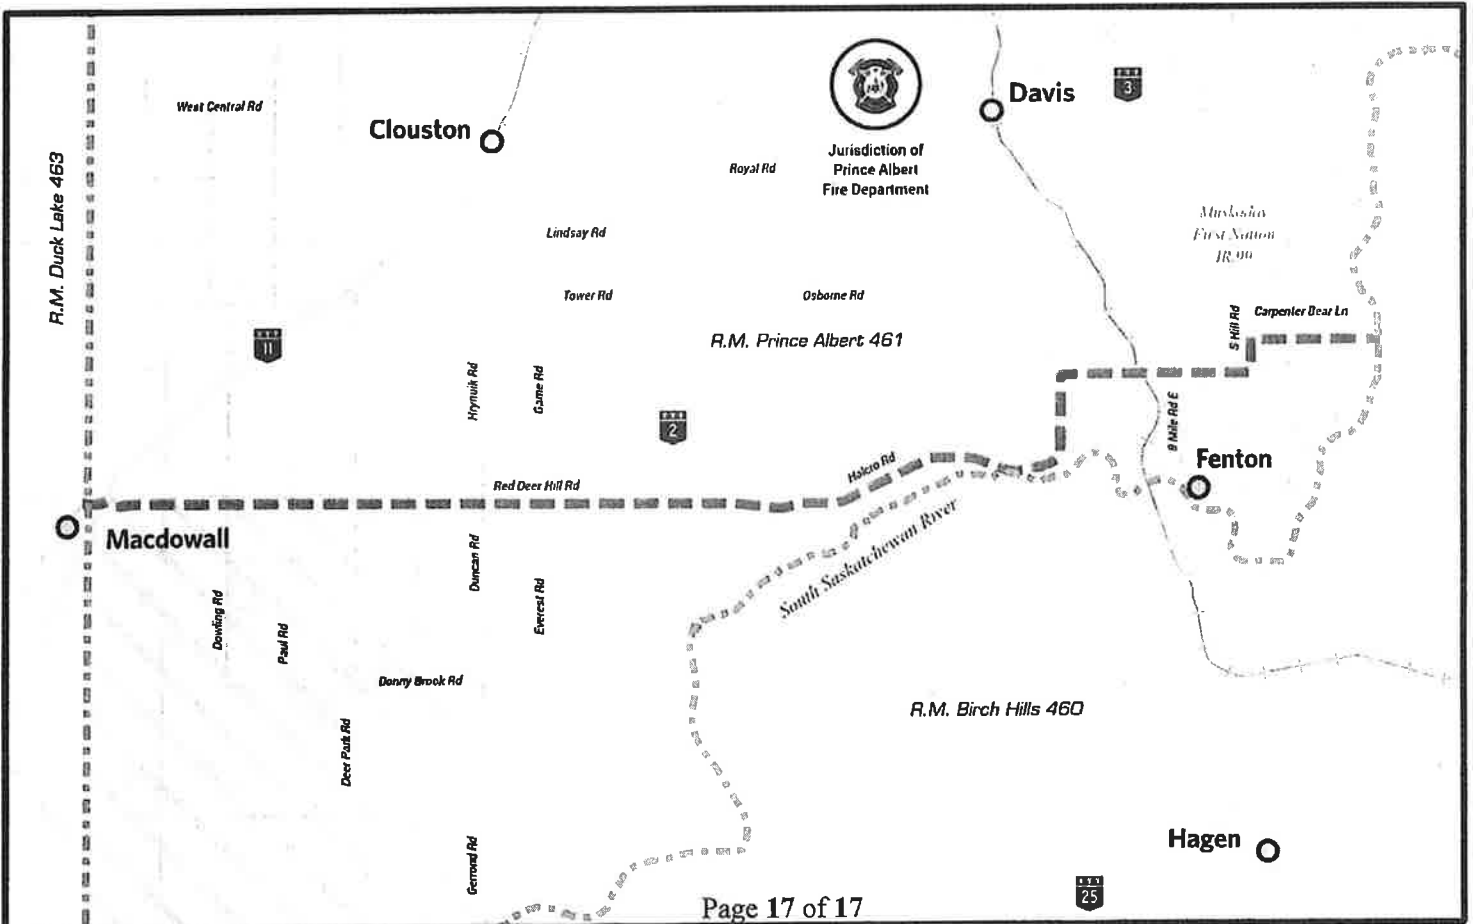 West Central Rd
Clouston
Davis
3
R.M. Duck Lake 463
Royal Rd
Jurisdiction of
Prince Albert
Fire Department
Lindsay Rd
First Nation
Tower Rd
Osborne Rd
S Hill Rd
Carpenter Bear Ln
11
R.M. Prince Albert 461
Hrynuik Rd
Game Rd
2
9 Mile Rd E
Halcro Rd
Fenton
Red Deer Hill Rd
Macdowall
South Saskatchewan River
Duncan Rd
Everest Rd
Dowling Rd
Paul Rd
Donny Brook Rd
R.M. Birch Hills 460
Deer Park Rd
Hagen
Gerrond Rd
25
Page 17 of 17